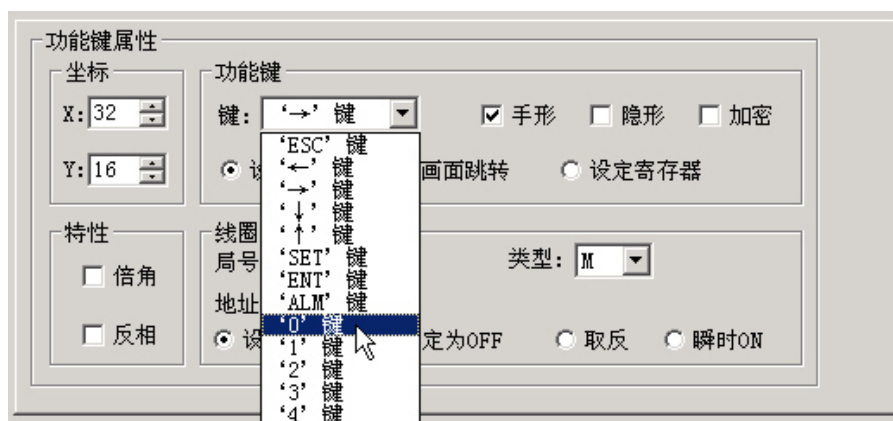 功能键属性
坐标
X: 32
Y: 16
功能键
键: ‘→’ 键
手形
隐形
加密
‘ESC’ 键
‘←’ 键
‘→’ 键
‘↓’ 键
‘↑’ 键
‘SET’ 键
‘ENT’ 键
‘ALM’ 键
‘0’ 键
‘1’ 键
‘2’ 键
‘3’ 键
‘4’ 键
画面跳转
设定寄存器
特性
倍角
反相
线圈
局号
类型: M
地址
设
定为OFF
取反
瞬时ON